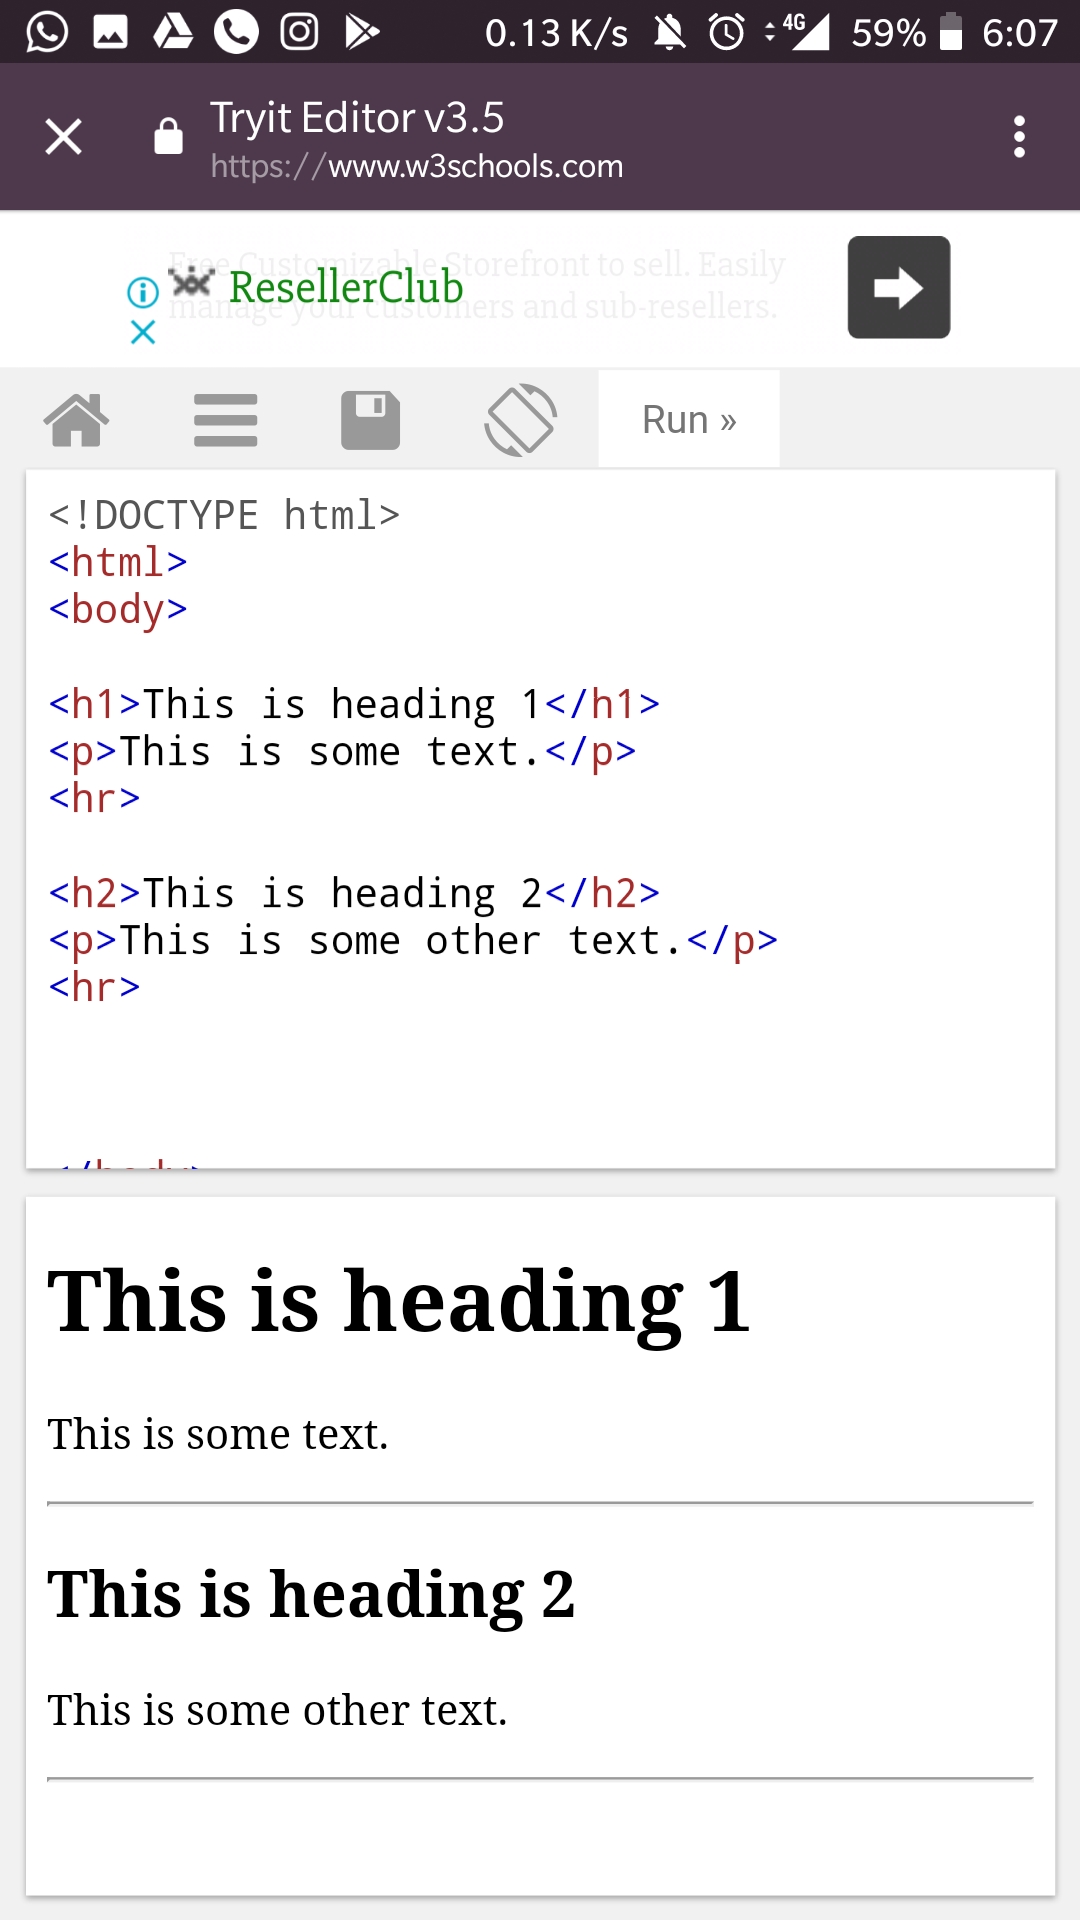 0.13 K/s 4G 59% 6:07
Tryit Editor v3.5
https://www.w3schools.com
Free Customizable Storefront to sell. Easily
manage your customers and sub-resellers.
ResellerClub
Run »
<!DOCTYPE html>
<html>
<body>
<h1>This is heading 1</h1>
<p>This is some text.</p>
<hr>
<h2>This is heading 2</h2>
<p>This is some other text.</p>
<hr>
</body>
This is heading 1
This is some text.
This is heading 2
This is some other text.